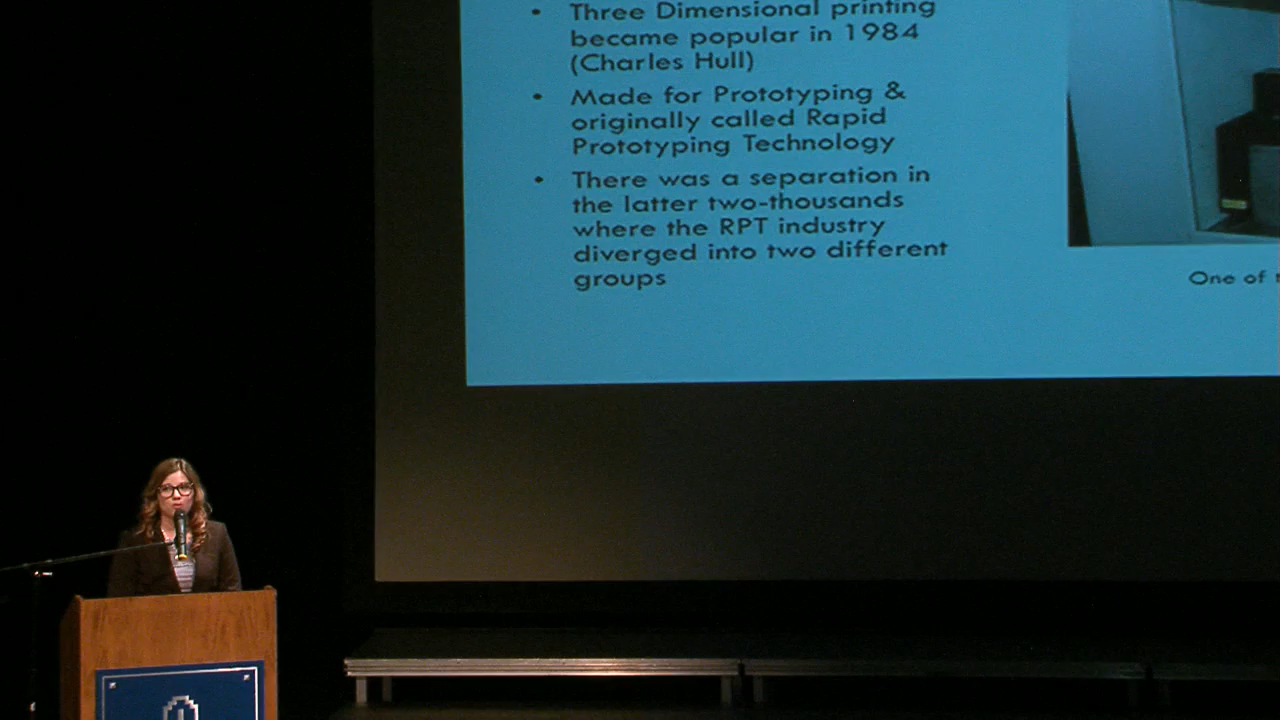 • Three Dimensional printing
became popular in 1984
(Charles Hull)
• Made for Prototyping &
originally called Rapid
Prototyping Technology
• There was a separation in
the latter two-thousands
where the RPT industry
diverged into two different
groups
One of